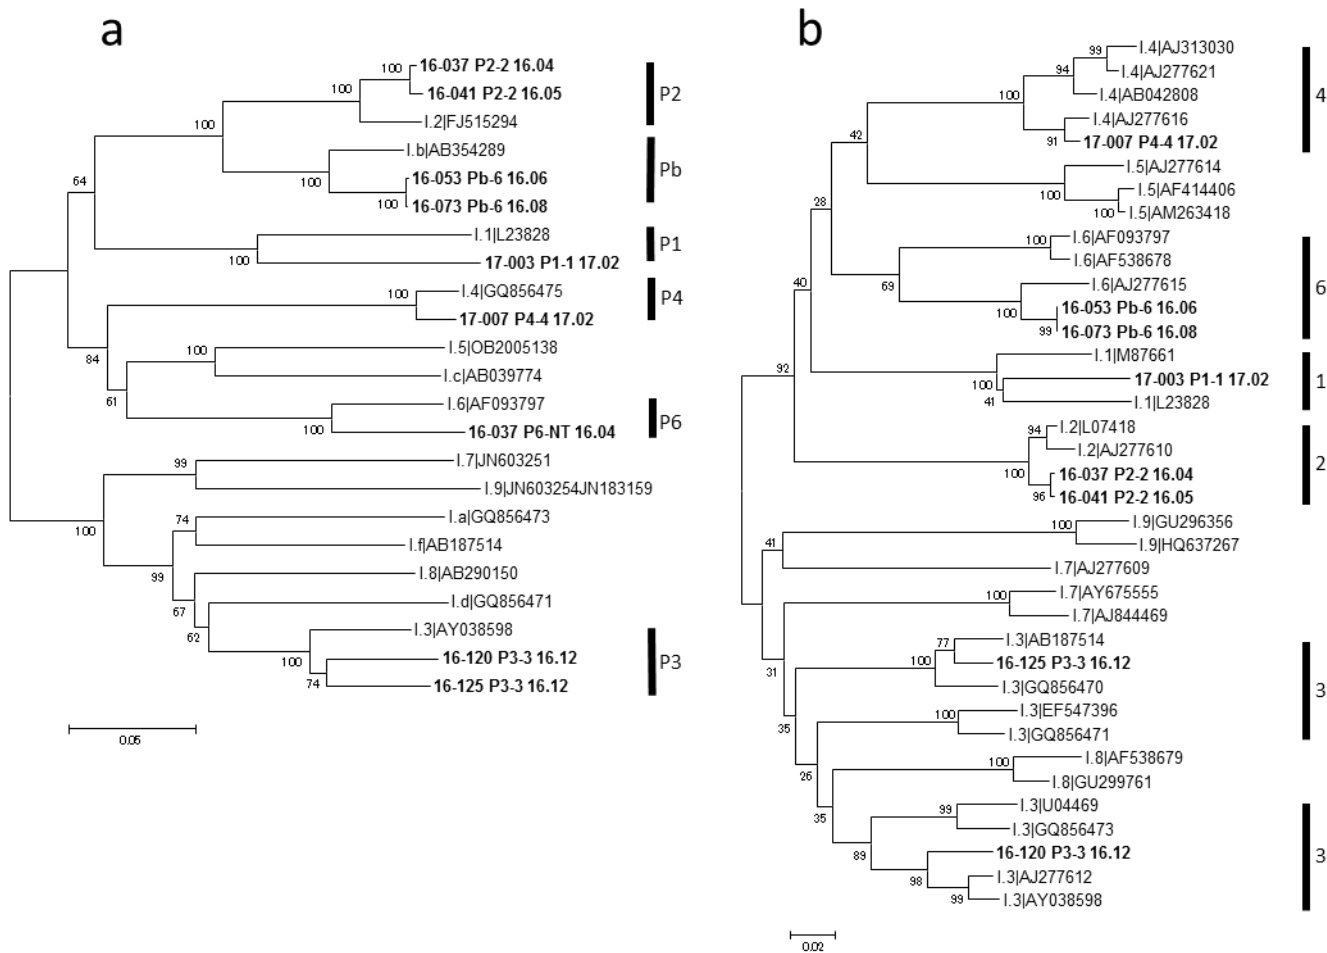 a
100
16-037 P2-2 16.04
100
16-041 P2-2 16.05
P2
100
I.2|FJ515294
I.b|AB354289
100
16-053 Pb-6 16.06
Pb
100
16-073 Pb-6 16.08
64
I.1|L23828
P1
100
17-003 P1-1 17.02
100
I.4|GQ856475
P4
17-007 P4-4 17.02
84
100
I.5|OB2005138
I.c|AB039774
61
I.6|AF093797
P6
100
16-037 P6-NT 16.04
99
I.7|JN603251
I.9|JN603254JN183159
100
74
I.a|GQ856473
I.f|AB187514
99
I.8|AB290150
67
I.d|GQ856471
62
I.3|AY038598
100
16-120 P3-3 16.12
P3
74
16-125 P3-3 16.12
0.05
b
99
I.4|AJ313030
94
I.4|AJ277621
100
I.4|AB042808
4
I.4|AJ277616
91
17-007 P4-4 17.02
42
I.5|AJ277614
100
I.5|AF414406
100
I.5|AM263418
28
100
I.6|AF093797
I.6|AF538678
69
I.6|AJ277615
6
100
16-053 Pb-6 16.06
99
16-073 Pb-6 16.08
40
I.1|M87661
100
17-003 P1-1 17.02
1
41
I.1|L23828
92
94
I.2|L07418
I.2|AJ277610
100
16-037 P2-2 16.04
2
96
16-041 P2-2 16.05
100
I.9|GU296356
41
I.9|HQ637267
I.7|AJ277609
100
I.7|AY675555
I.7|AJ844469
31
77
I.3|AB187514
100
16-125 P3-3 16.12
I.3|GQ856470
3
35
100
I.3|EF547396
I.3|GQ856471
26
100
I.8|AF538679
I.8|GU299761
35
99
I.3|U04469
I.3|GQ856473
89
16-120 P3-3 16.12
3
98
I.3|AJ277612
99
I.3|AY038598
0.02